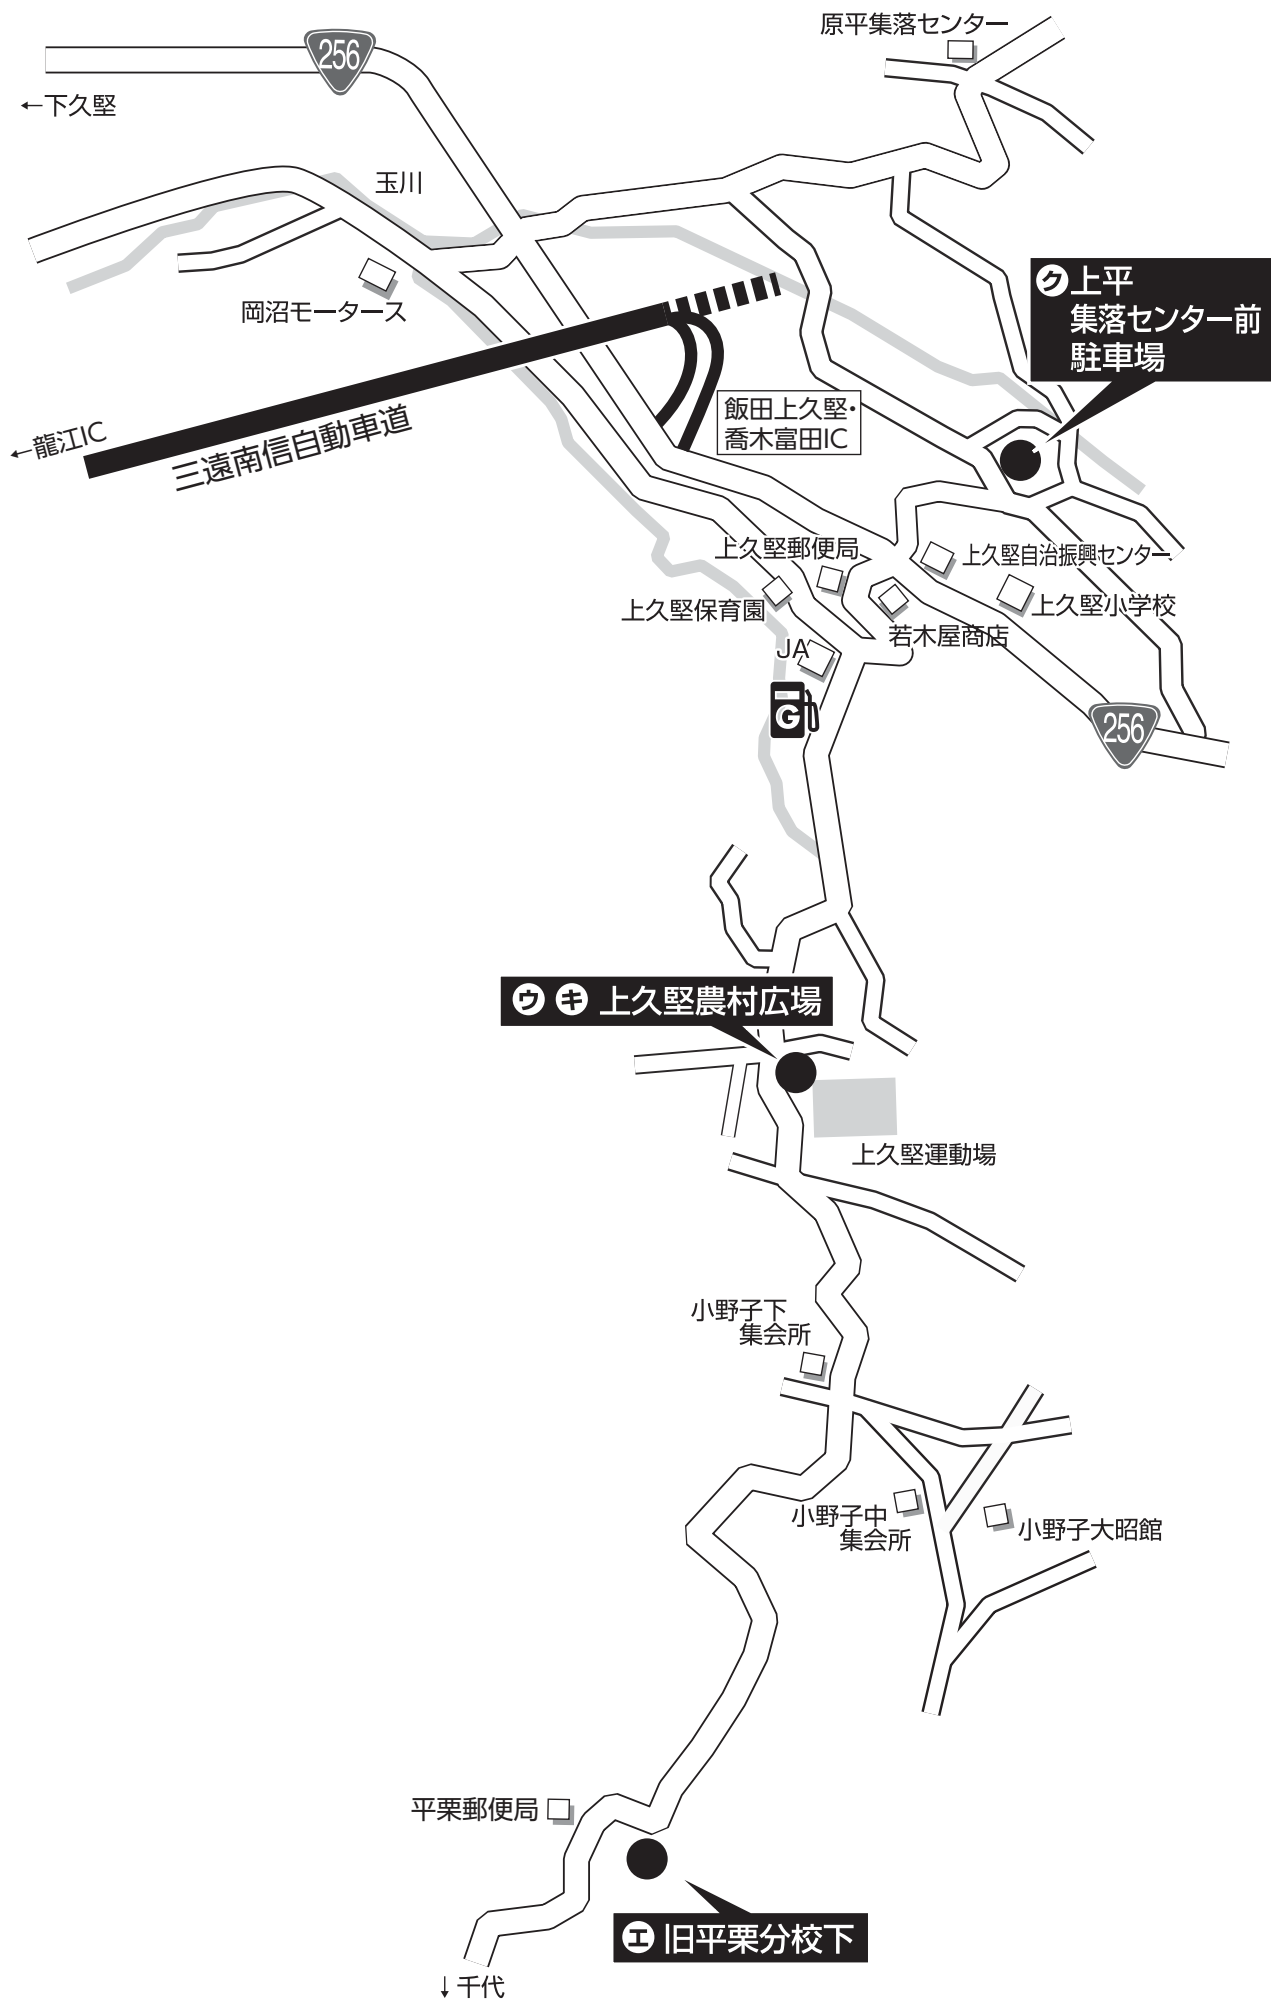 原平集落センター
256
←下久堅
玉川
岡沼モータース
ク上平
集落センター前
駐車場
飯田上久堅・
喬木富田IC
←龍江IC
三遠南信自動車道
上久堅郵便局
上久堅自治振興センター
上久堅保育園
上久堅小学校
若木屋商店
JA
G
256
ウ キ 上久堅農村広場
上久堅運動場
小野子下
集会所
小野子中
集会所
小野子大昭館
平栗郵便局
エ 旧平栗分校下
↓千代